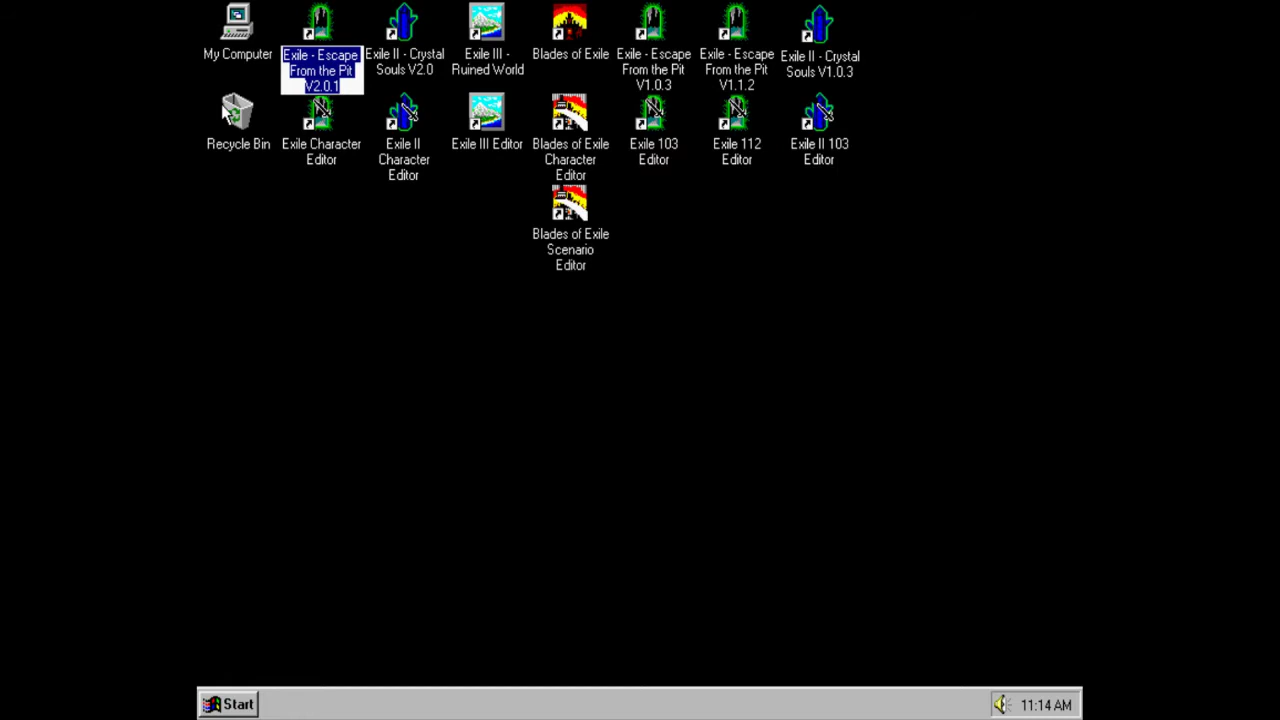 My Computer
Exile - Escape
From the Pit
V2.0.1
Exile II - Crystal
Souls V2.0
Exile III -
Ruined World
Blades of Exile
Exile - Escape
From the Pit
V1.0.3
Exile - Escape
From the Pit
V1.1.2
Exile II - Crystal
Souls V1.0.3
Recycle Bin
Exile Character
Editor
Exile II
Character
Editor
Exile III Editor
Blades of Exile
Character
Editor
Exile 103
Editor
Exile 112
Editor
Exile II 103
Editor
Blades of Exile
Scenario
Editor
Start
11:14 AM